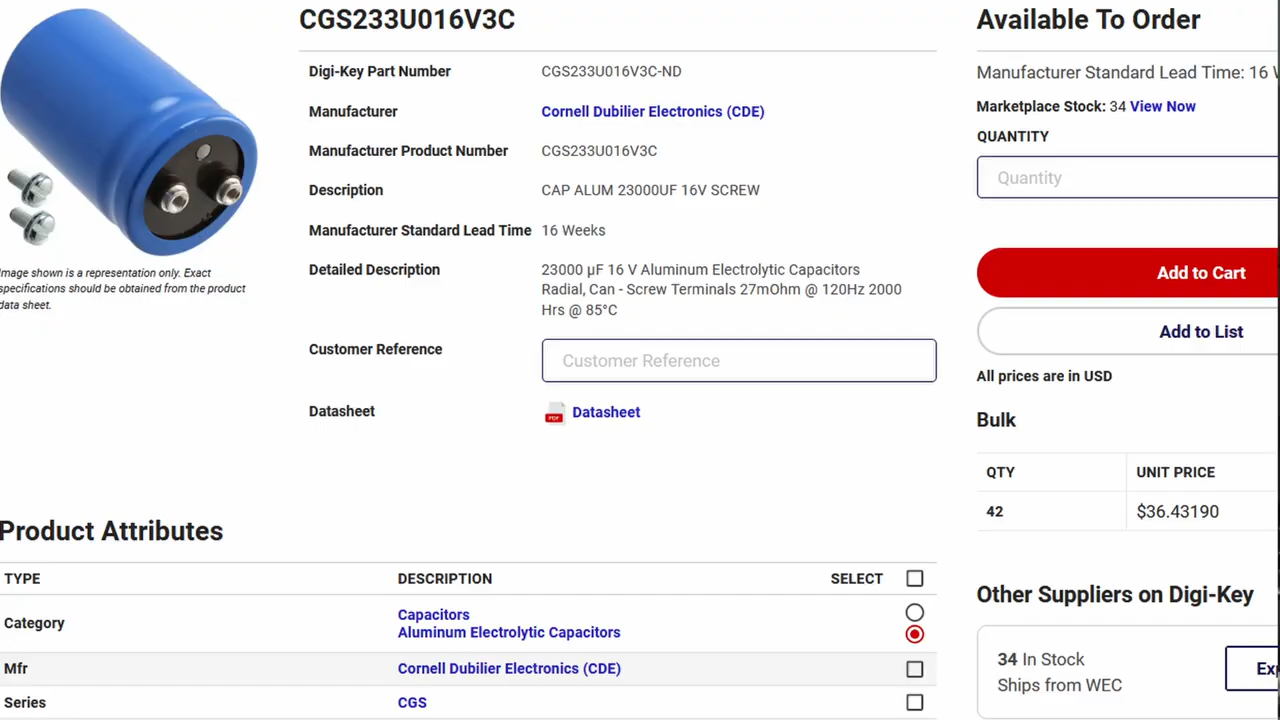 CGS233U016V3C
Digi-Key Part Number CGS233U016V3C-ND
Manufacturer Cornell Dubilier Electronics (CDE)
Manufacturer Product Number CGS233U016V3C
Description CAP ALUM 23000UF 16V SCREW
Manufacturer Standard Lead Time 16 Weeks
Detailed Description 23000 µF 16 V Aluminum Electrolytic Capacitors
Radial, Can - Screw Terminals 27mOhm @ 120Hz 2000
Hrs @ 85°C
Customer Reference Customer Reference
Datasheet PDF Datasheet
Image shown is a representation only. Exact
specifications should be obtained from the product
data sheet.
Product Attributes
TYPE DESCRIPTION SELECT
Category Capacitors
Aluminum Electrolytic Capacitors
Mfr Cornell Dubilier Electronics (CDE)
Series CGS
Available To Order
Manufacturer Standard Lead Time: 16
Marketplace Stock: 34 View Now
QUANTITY
Quantity
Add to Cart
Add to List
All prices are in USD
Bulk
QTY UNIT PRICE
42 $36.43190
Other Suppliers on Digi-Key
34 In Stock
Ships from WEC